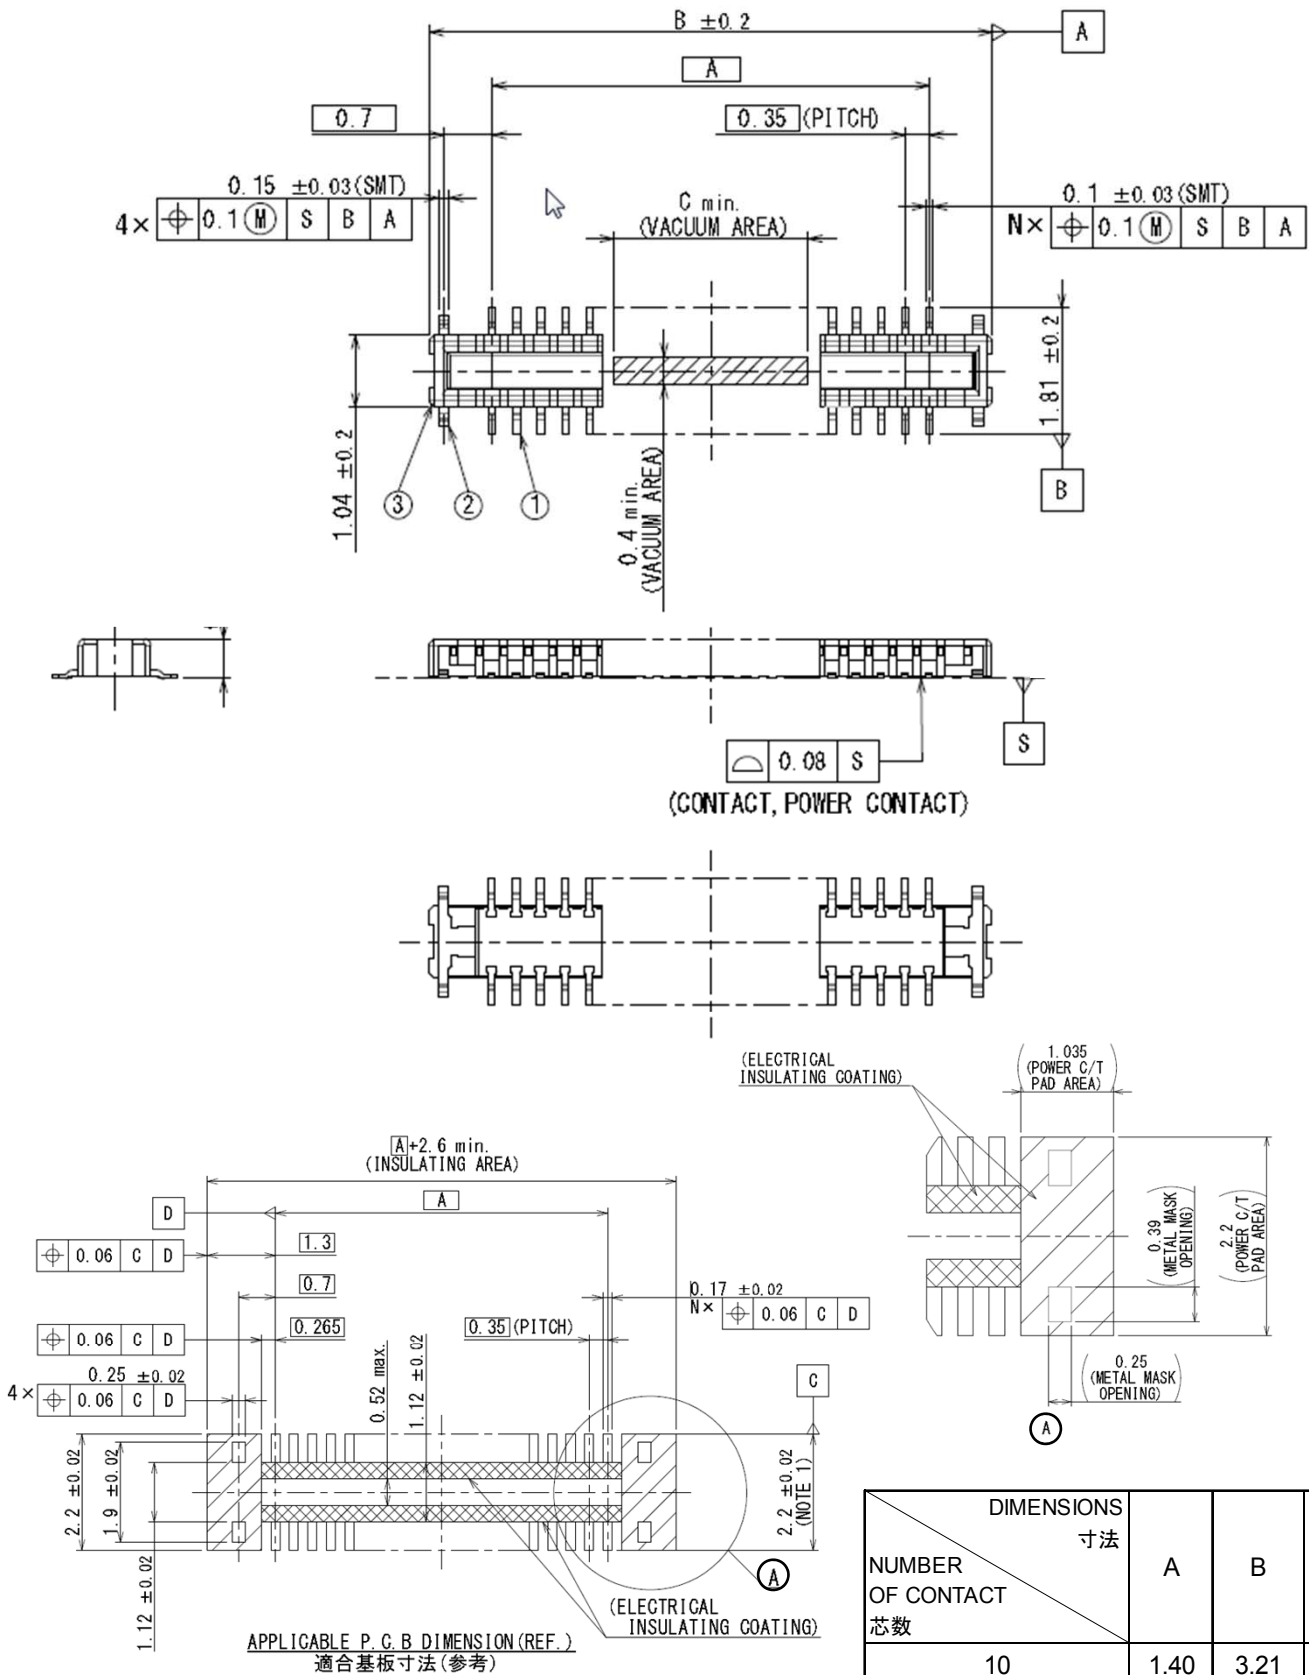 B ±0.2
A
A
0.7
0.35 (PITCH)
0.15 ±0.03(SMT)
4× ⌖ 0.1 Ⓜ S B A
C min.
(VACUUM AREA)
0.1 ±0.03(SMT)
N× ⌖ 0.1 Ⓜ S B A
1.04 ±0.2
③ ② ①
0.4 min.
(VACUUM AREA)
1.81 ±0.2
B
S
⌓ 0.08 S
(CONTACT, POWER CONTACT)
(ELECTRICAL
INSULATING COATING)
1.035
(POWER C/T
PAD AREA)
0.39
(METAL MASK
OPENING)
2.2
(POWER C/T
PAD AREA)
0.25
(METAL MASK
OPENING)
A
A+2.6 min.
(INSULATING AREA)
D
A
⌖ 0.06 C D
1.3
0.7
⌖ 0.06 C D
0.265
0.35 (PITCH)
0.17 ±0.02
N× ⌖ 0.06 C D
0.25 ±0.02
4× ⌖ 0.06 C D
0.52 max.
1.12 ±0.02
C
2.2 ±0.02
1.9 ±0.02
1.12 ±0.02
2.2 ±0.02
(NOTE 1)
A
(ELECTRICAL
INSULATING COATING)
APPLICABLE P.C.B DIMENSION(REF.)
適合基板寸法(参考)
DIMENSIONS
寸法
NUMBER
OF CONTACT
芯数
A
B
10
1.40
3.21